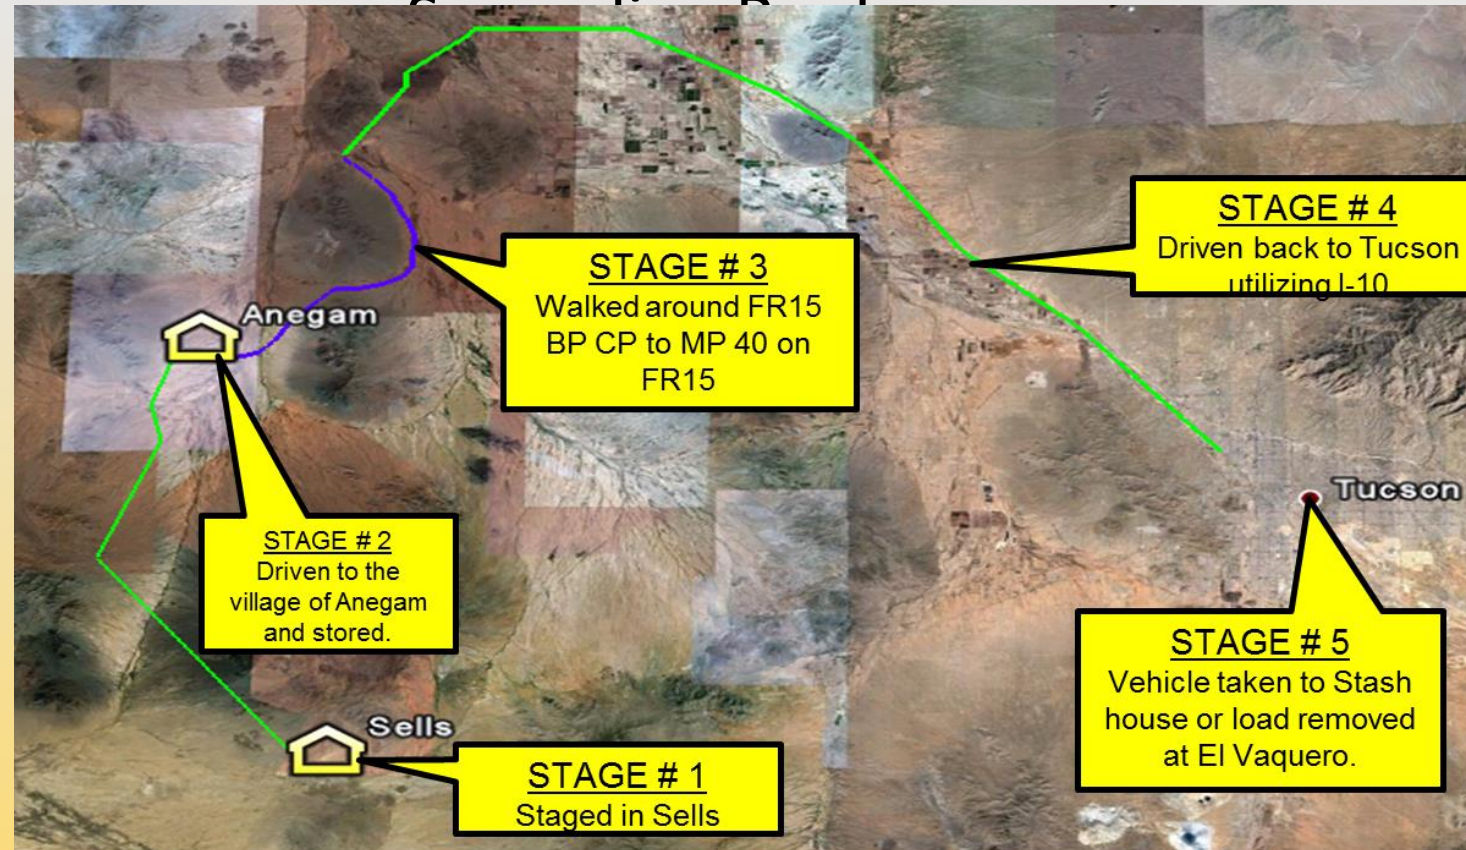 Anegam
Sells
Tucson
STAGE # 1
Staged in Sells
STAGE # 2
Driven to the
village of Anegam
and stored.
STAGE # 3
Walked around FR15
BP CP to MP 40 on
FR15
STAGE # 4
Driven back to Tucson
utilizing I-10
STAGE # 5
Vehicle taken to Stash
house or load removed
at El Vaquero.